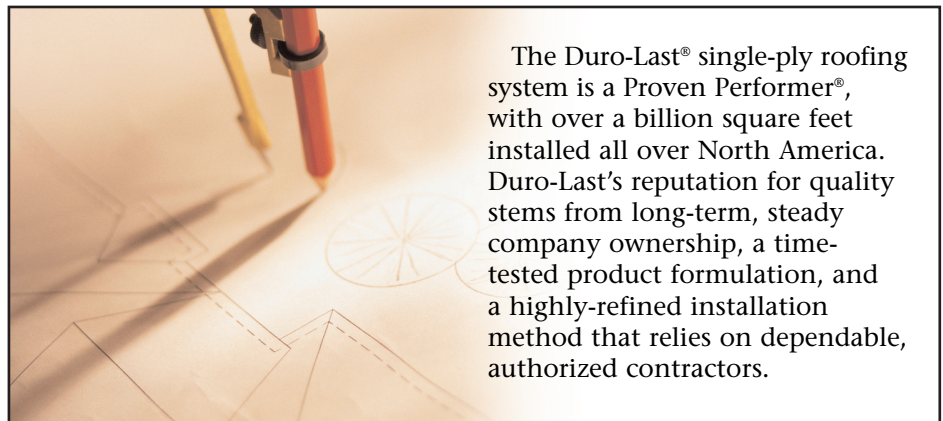 The Duro-Last® single-ply roofing
system is a Proven Performer®,
with over a billion square feet
installed all over North America.
Duro-Last's reputation for quality
stems from long-term, steady
company ownership, a time-
tested product formulation, and
a highly-refined installation
method that relies on dependable,
authorized contractors.